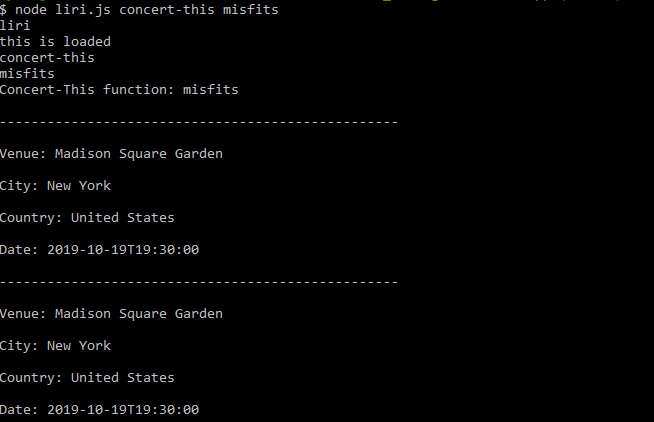 $ node liri.js concert-this misfits
liri
this is loaded
concert-this
misfits
Concert-This function: misfits
--------------------------------------------------
Venue: Madison Square Garden
City: New York
Country: United States
Date: 2019-10-19T19:30:00
--------------------------------------------------
Venue: Madison Square Garden
City: New York
Country: United States
Date: 2019-10-19T19:30:00